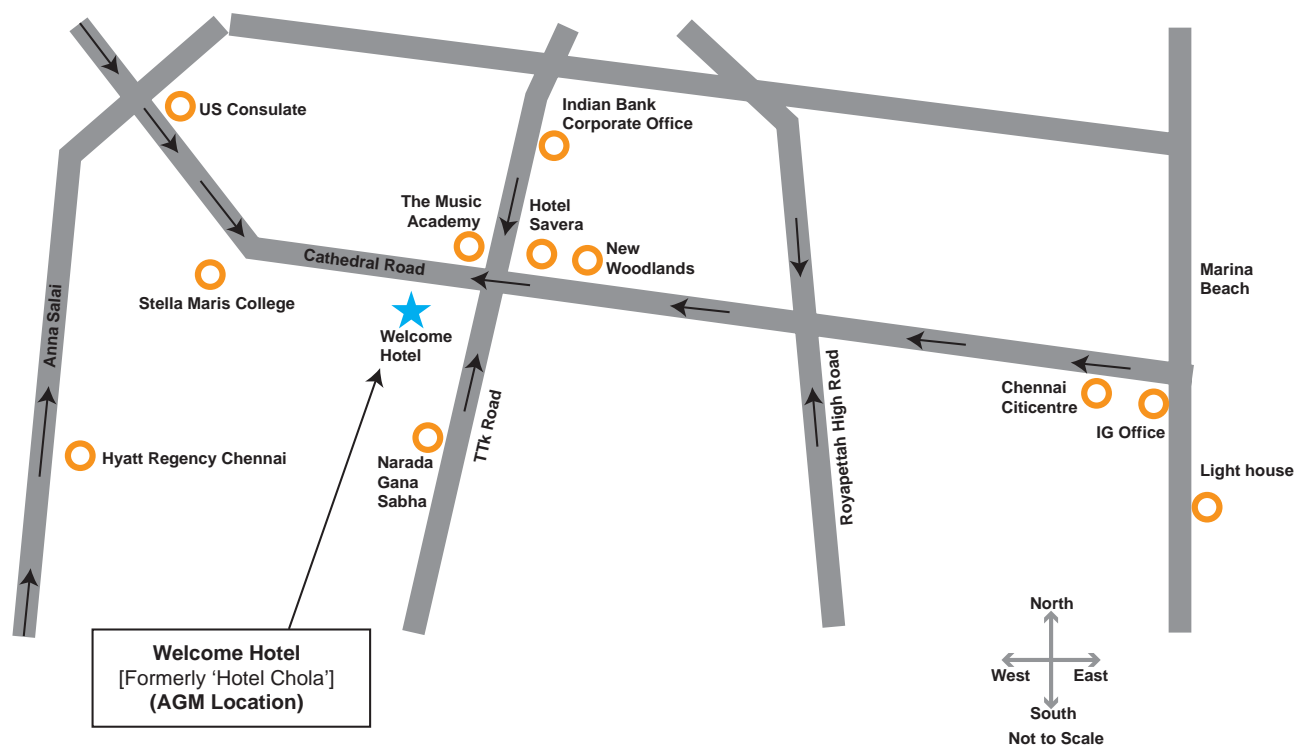 US Consulate
Indian Bank
Corporate Office
The Music
Academy
Hotel
Savera
New
Woodlands
Cathedral Road
Marina
Beach
Stella Maris College
Anna Salai
Welcome
Hotel
Chennai
Citicentre
IG Office
Royapettah High Road
TTk Road
Hyatt Regency Chennai
Narada
Gana
Sabha
Light house
Welcome Hotel
[Formerly ‘Hotel Chola’]
(AGM Location)
North
West
East
South
Not to Scale